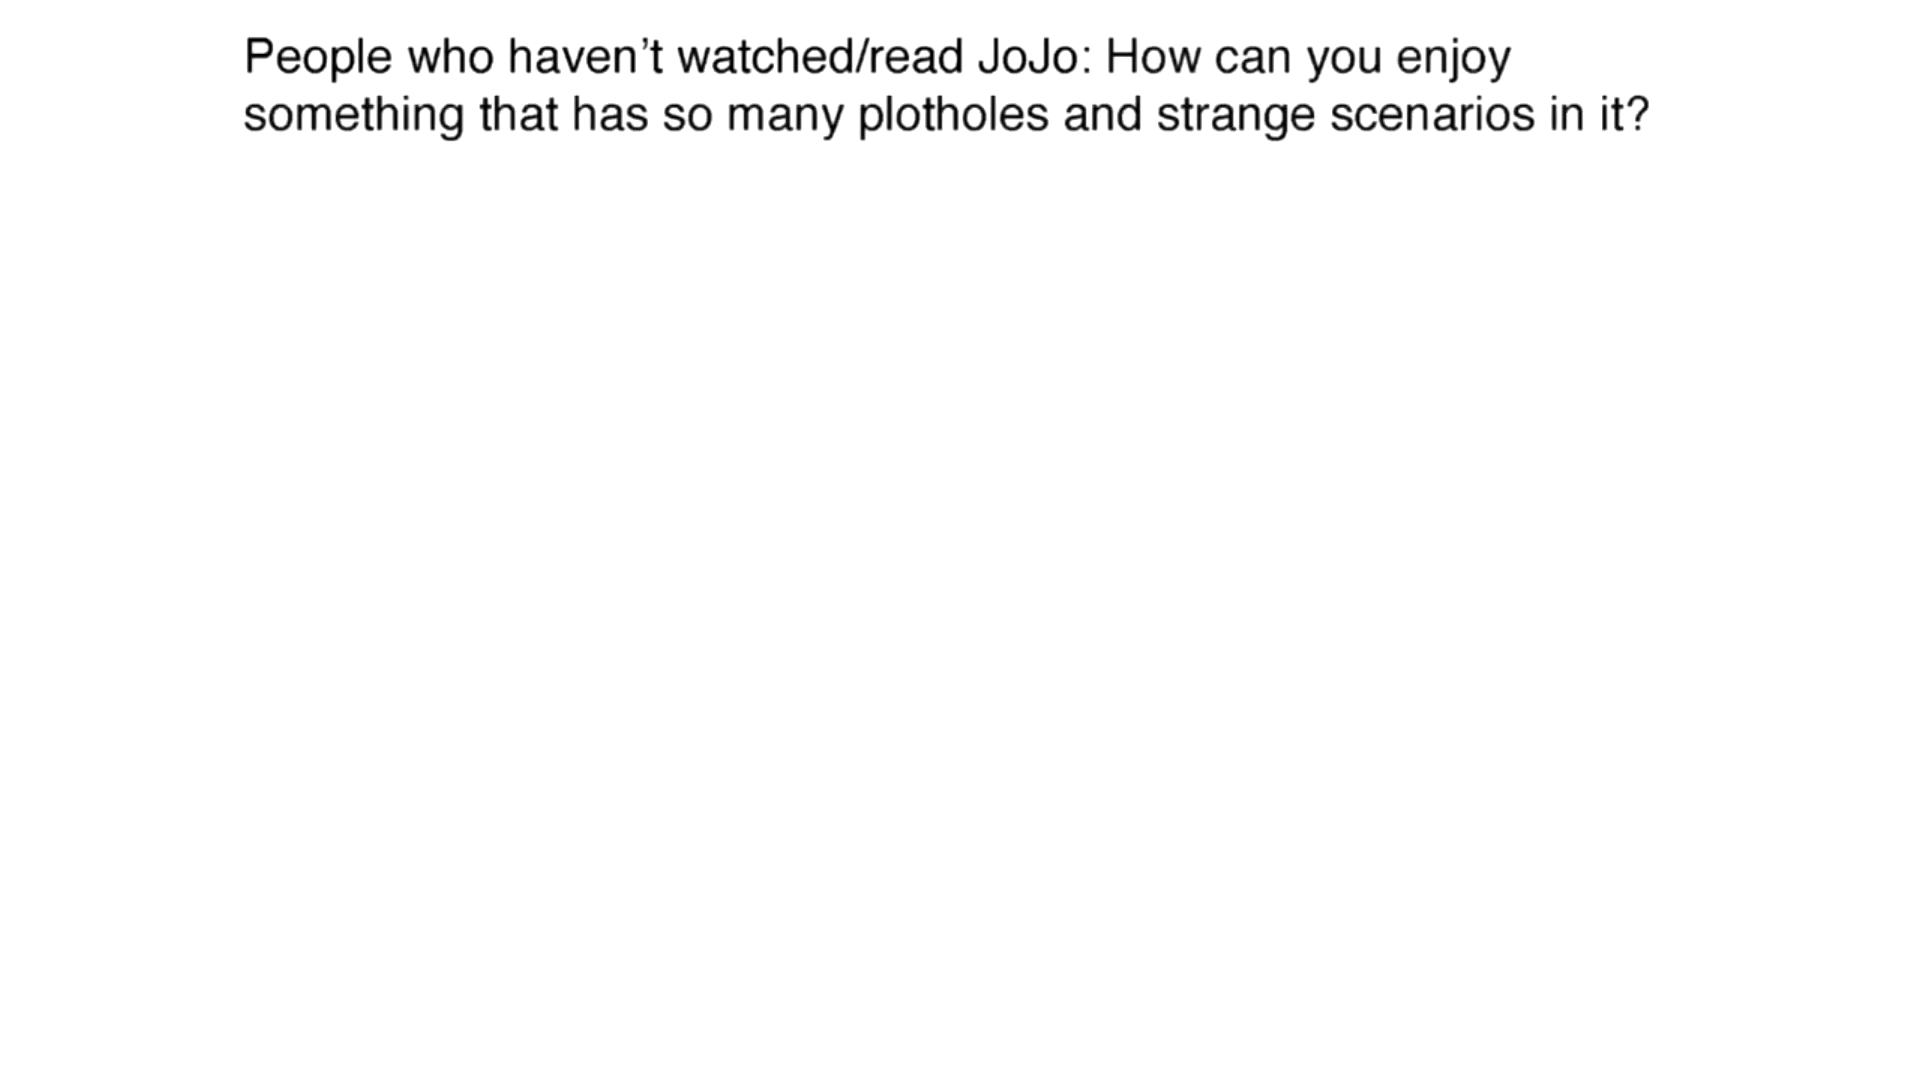 People who haven’t watched/read JoJo: How can you enjoy
something that has so many plotholes and strange scenarios in it?